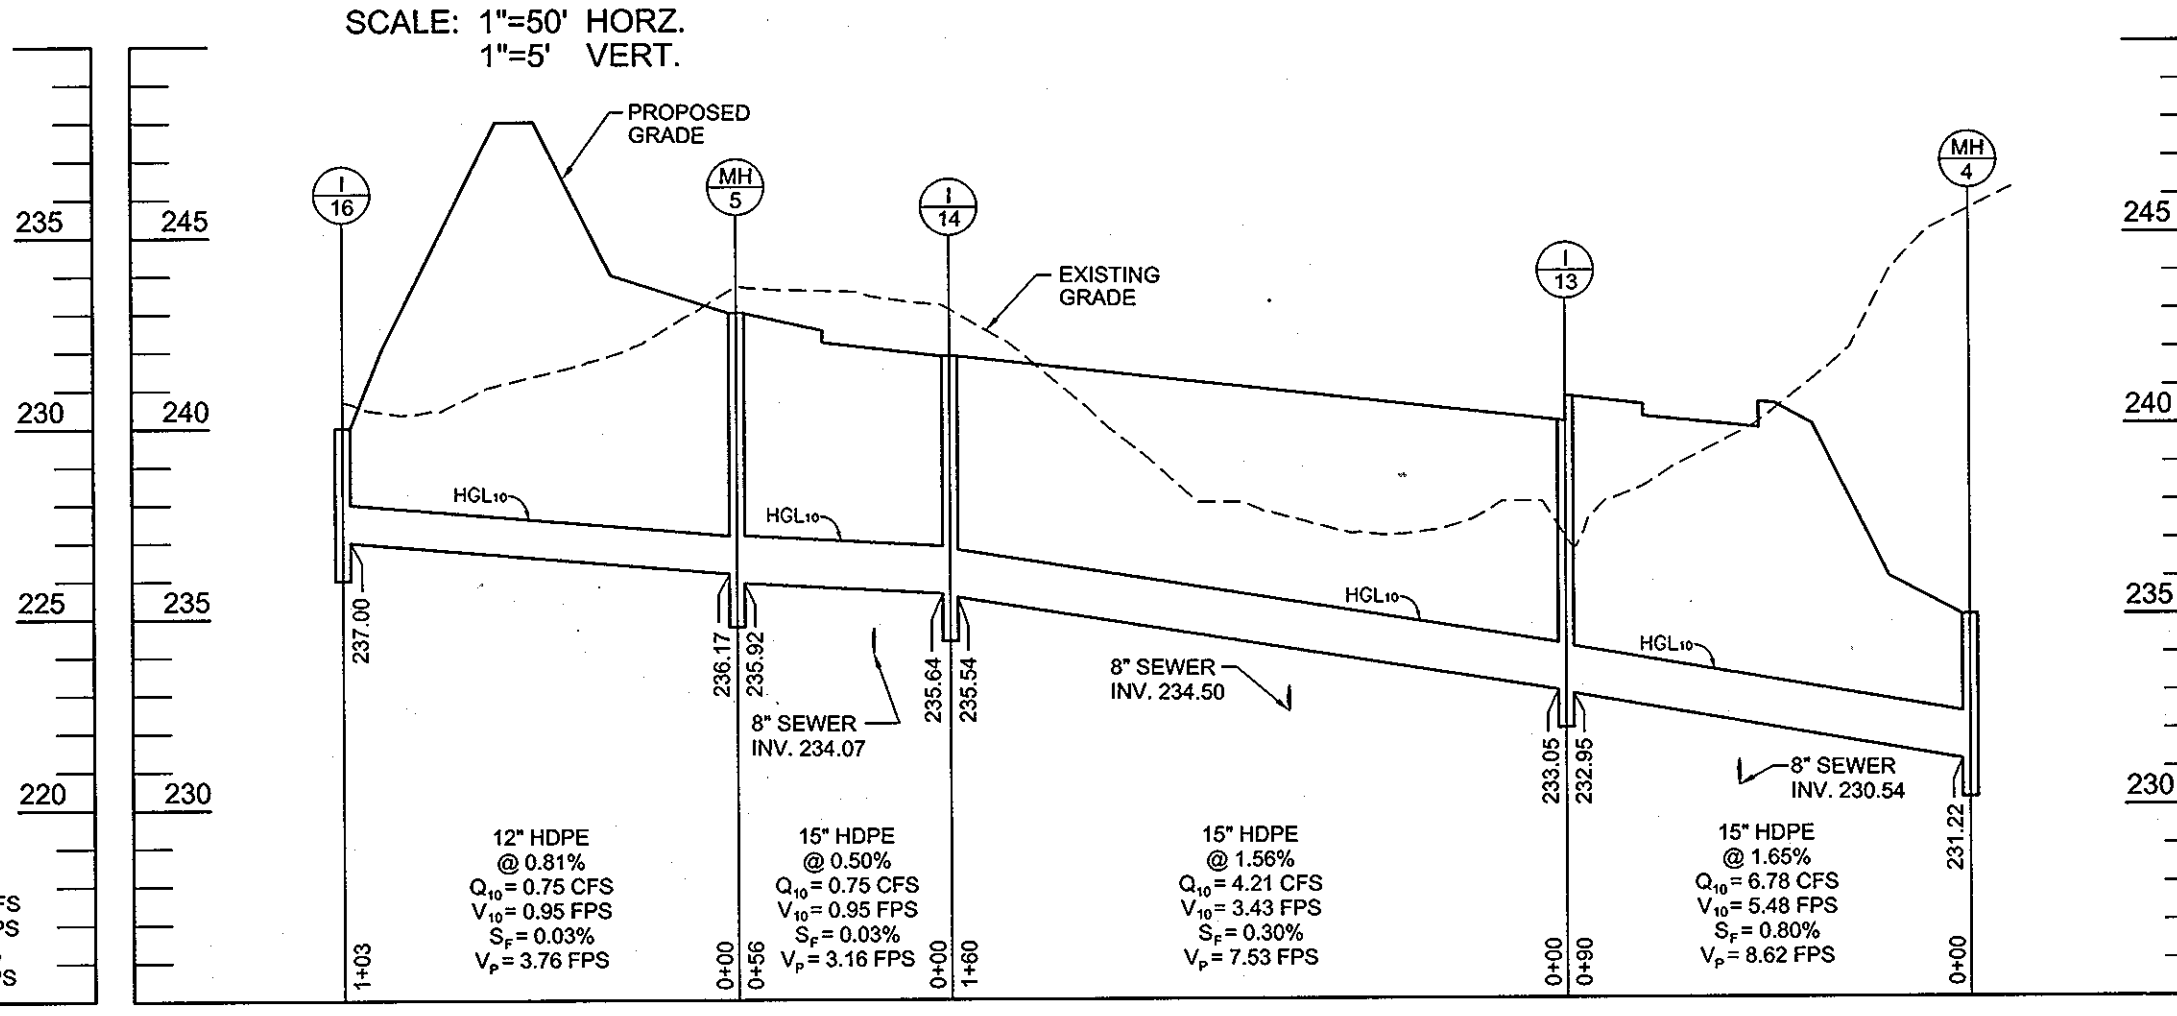 SCALE: 1"=50' HORZ.
1"=5' VERT.
PROPOSED
GRADE
I
16
MH
5
I
14
I
13
MH
4
EXISTING
GRADE
235
245
245
230
240
240
225
235
235
220
230
230
HGL10
HGL10
HGL10
HGL10
237.00
236.17
235.92
235.64
235.54
233.05
232.95
231.22
8" SEWER
INV. 234.07
8" SEWER
INV. 234.50
8" SEWER
INV. 230.54
12" HDPE
@ 0.81%
Q10= 0.75 CFS
V10= 0.95 FPS
SF= 0.03%
VP= 3.76 FPS
15" HDPE
@ 0.50%
Q10= 0.75 CFS
V10= 0.95 FPS
SF= 0.03%
VP= 3.16 FPS
15" HDPE
@ 1.56%
Q10= 4.21 CFS
V10= 3.43 FPS
SF= 0.30%
VP= 7.53 FPS
15" HDPE
@ 1.65%
Q10= 6.78 CFS
V10= 5.48 FPS
SF= 0.80%
VP= 8.62 FPS
1+03
0+00
0+56
0+00
1+60
0+00
0+90
0+00